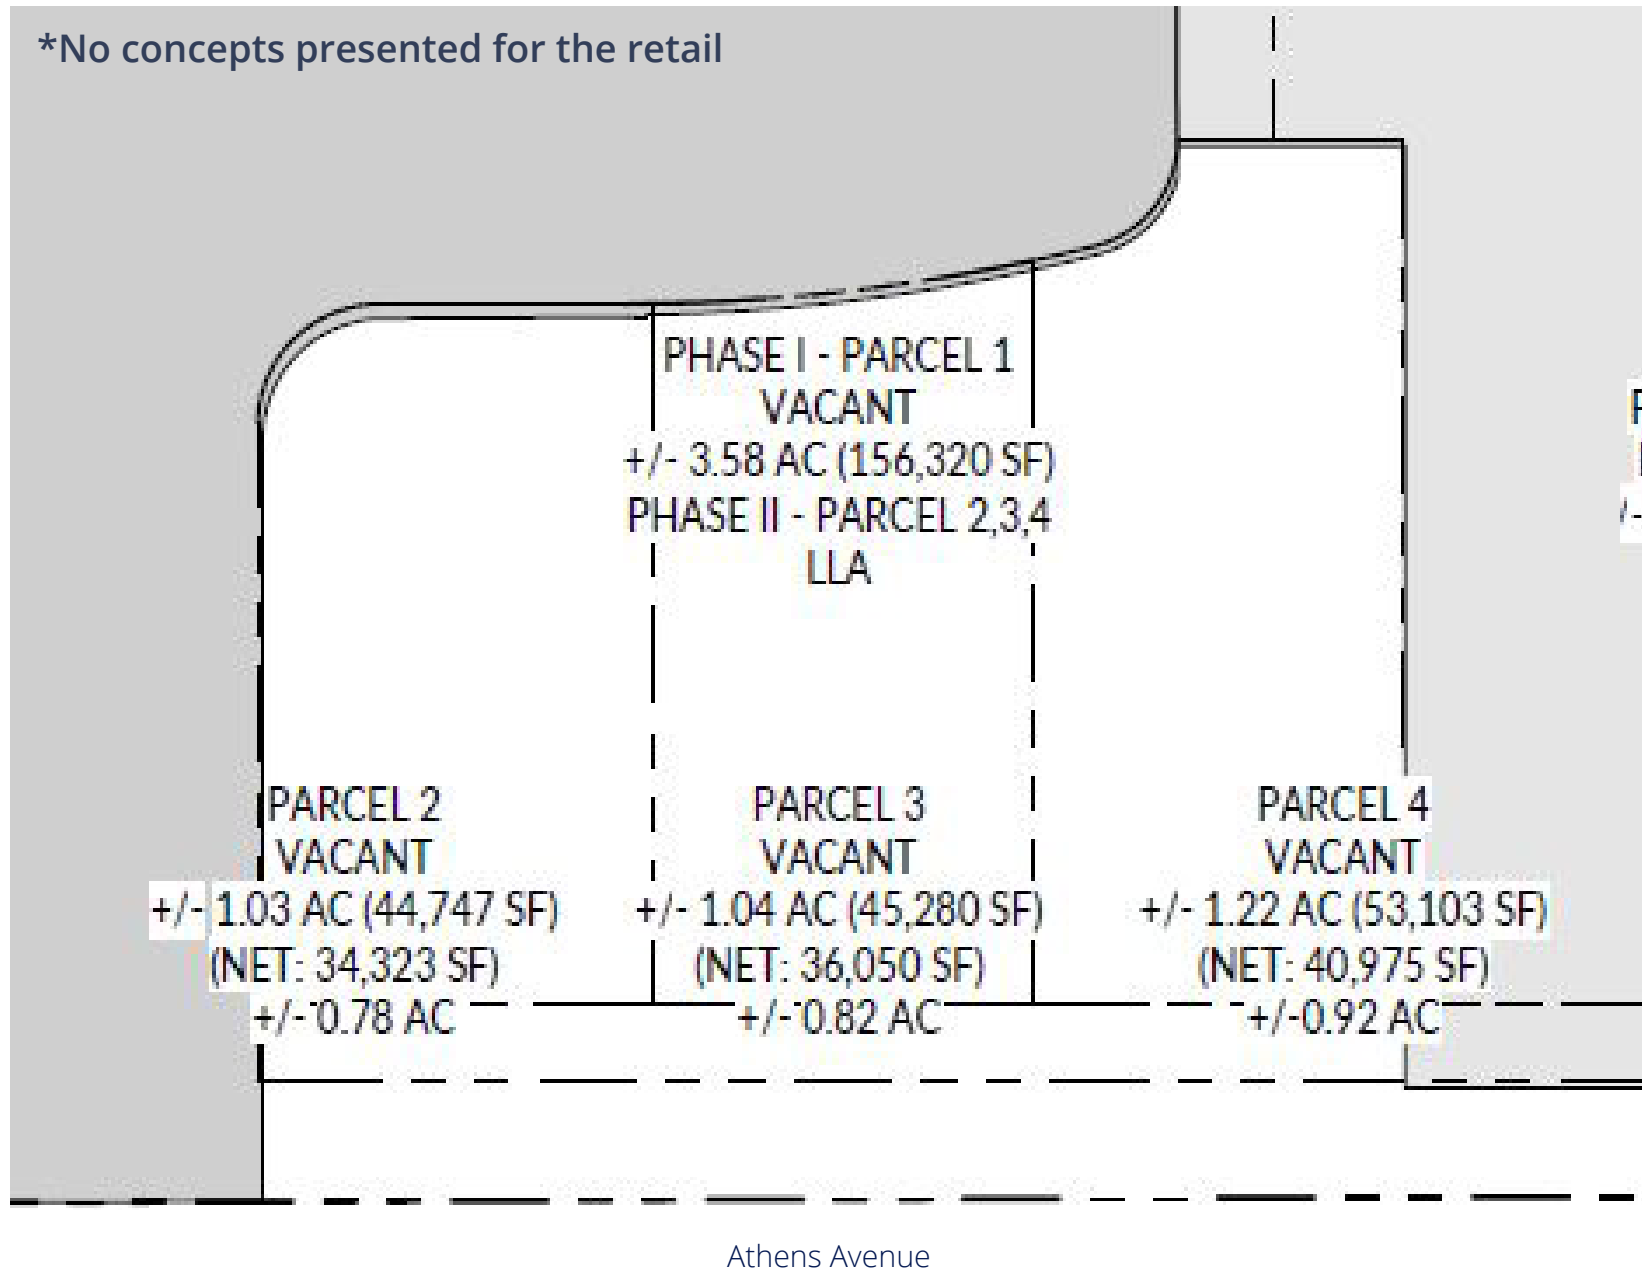 *No concepts presented for the retail
PHASE I - PARCEL 1
VACANT
+/- 3.58 AC (156,320 SF)
PHASE II - PARCEL 2,3,4
LLA
PARCEL 2
VACANT
+/- 1.03 AC (44,747 SF)
(NET: 34,323 SF)
+/- 0.78 AC
PARCEL 3
VACANT
+/- 1.04 AC (45,280 SF)
(NET: 36,050 SF)
+/- 0.82 AC
PARCEL 4
VACANT
+/- 1.22 AC (53,103 SF)
(NET: 40,975 SF)
+/-0.92 AC
Athens Avenue